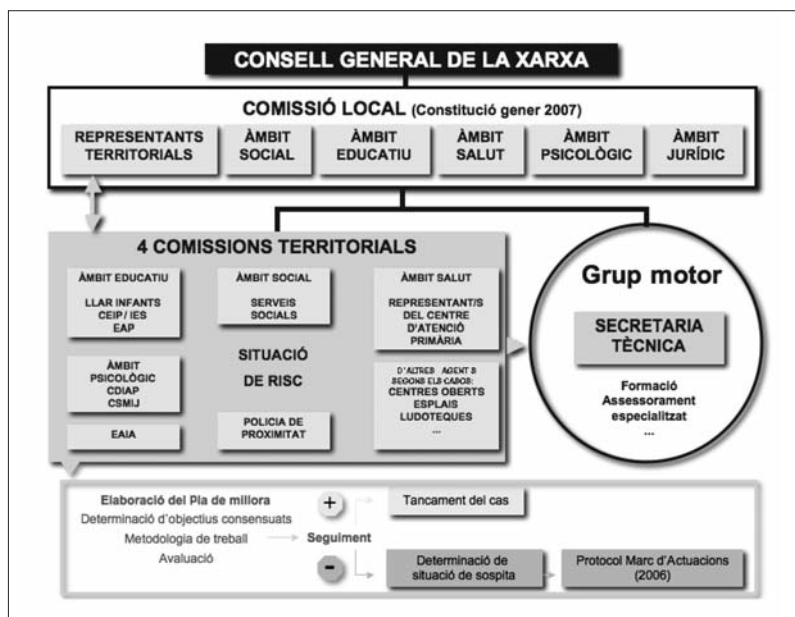 CONSELL GENERAL DE LA XARXA
COMISSIÓ LOCAL (Constitució gener 2007)
REPRESENTANTS
TERRITORIALS
ÀMBIT
SOCIAL
ÀMBIT
EDUCATIU
ÀMBIT
SALUT
ÀMBIT
PSICOLÒGIC
ÀMBIT
JURÍDIC
4 COMISSIONS TERRITORIALS
ÀMBIT EDUCATIU
LLAR INFANTS
CEIP / IES
EAP
ÀMBIT SOCIAL
SERVEIS
SOCIALS
ÀMBIT SALUT
REPRESENTANT/S
DEL CENTRE
D'ATENCIÓ
PRIMÀRIA
ÀMBIT
PSICOLÒGIC
CDIAP
CSMIJ
SITUACIÓ
DE RISC
D'ALTRES AGENT S
SEGONS ELS CASOS:
CENTRES OBERTS
ESPLAIS
LUDOTEQUES
...
EAIA
POLICIA DE
PROXIMITAT
Grup motor
SECRETARIA
TÈCNICA
Formació
Assessorament
especialitzat
...
Elaboració del Pla de millora
Determinació d'objectius consensuats
Metodologia de treball
Avaluació
Seguiment
+
Tancament del cas
-
Determinació de
situació de sospita
Protocol Marc d'Actuacions
(2006)